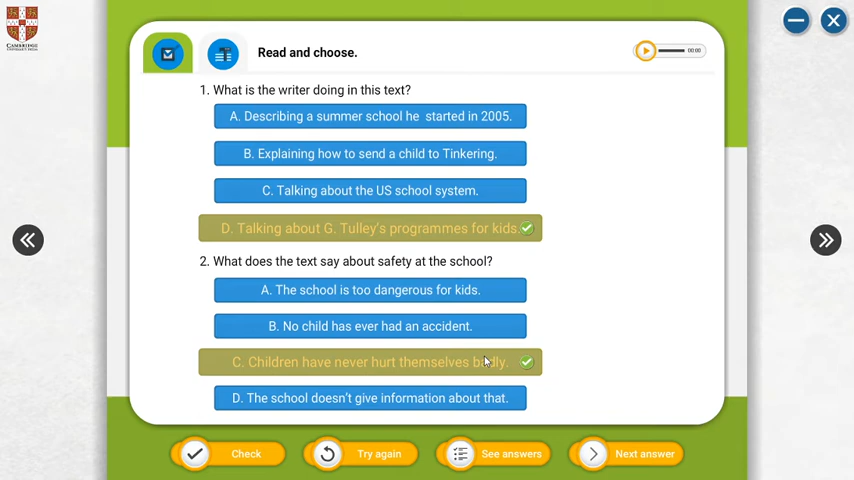 CAMBRIDGE
Read and choose.
00:00
1. What is the writer doing in this text?
A. Describing a summer school he started in 2005.
B. Explaining how to send a child to Tinkering.
C. Talking about the US school system.
D. Talking about G. Tulley's programmes for kids.
2. What does the text say about safety at the school?
A. The school is too dangerous for kids.
B. No child has ever had an accident.
C. Children have never hurt themselves badly.
D. The school doesn't give information about that.
Check
Try again
See answers
Next answer